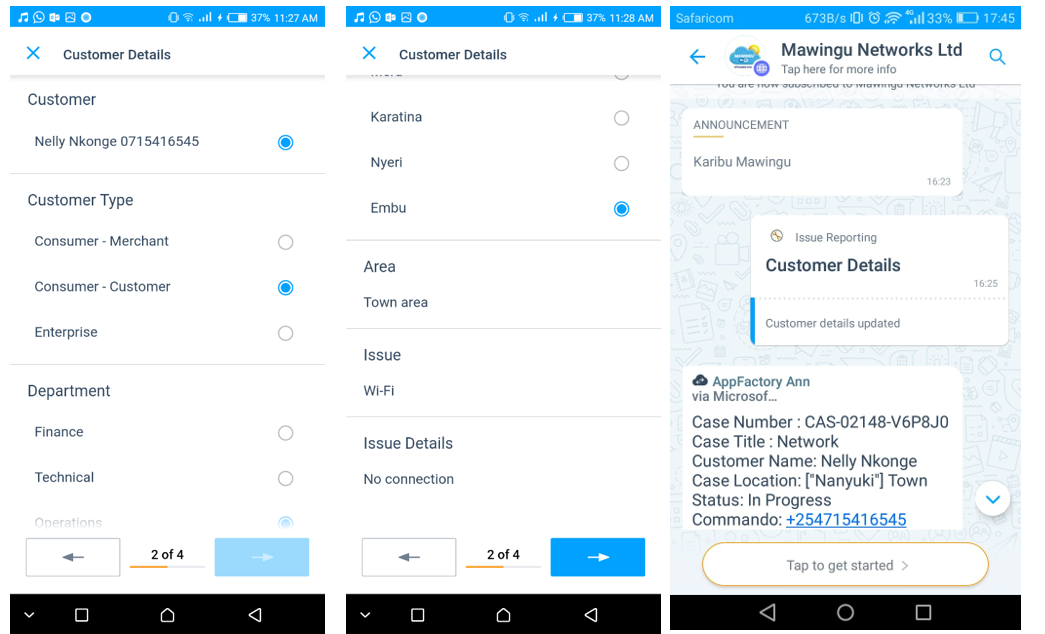 37% 11:27 AM
Customer Details
Customer
Nelly Nkonge 0715416545
Customer Type
Consumer - Merchant
Consumer - Customer
Enterprise
Department
Finance
Technical
Operations
2 of 4
37% 11:28 AM
Customer Details
Karatina
Nyeri
Embu
Area
Town area
Issue
Wi-Fi
Issue Details
No connection
2 of 4
Safaricom 673B/s 4G 33% 17:45
Mawingu Networks Ltd
Tap here for more info
You are now subscribed to Mawingu Networks Ltd
ANNOUNCEMENT
Karibu Mawingu
16:23
Issue Reporting
Customer Details
16:25
Customer details updated
AppFactory Ann
via Microsof...
Case Number : CAS-02148-V6P8J0
Case Title : Network
Customer Name: Nelly Nkonge
Case Location: ["Nanyuki"] Town
Status: In Progress
Commando: +254715416545
Tap to get started >